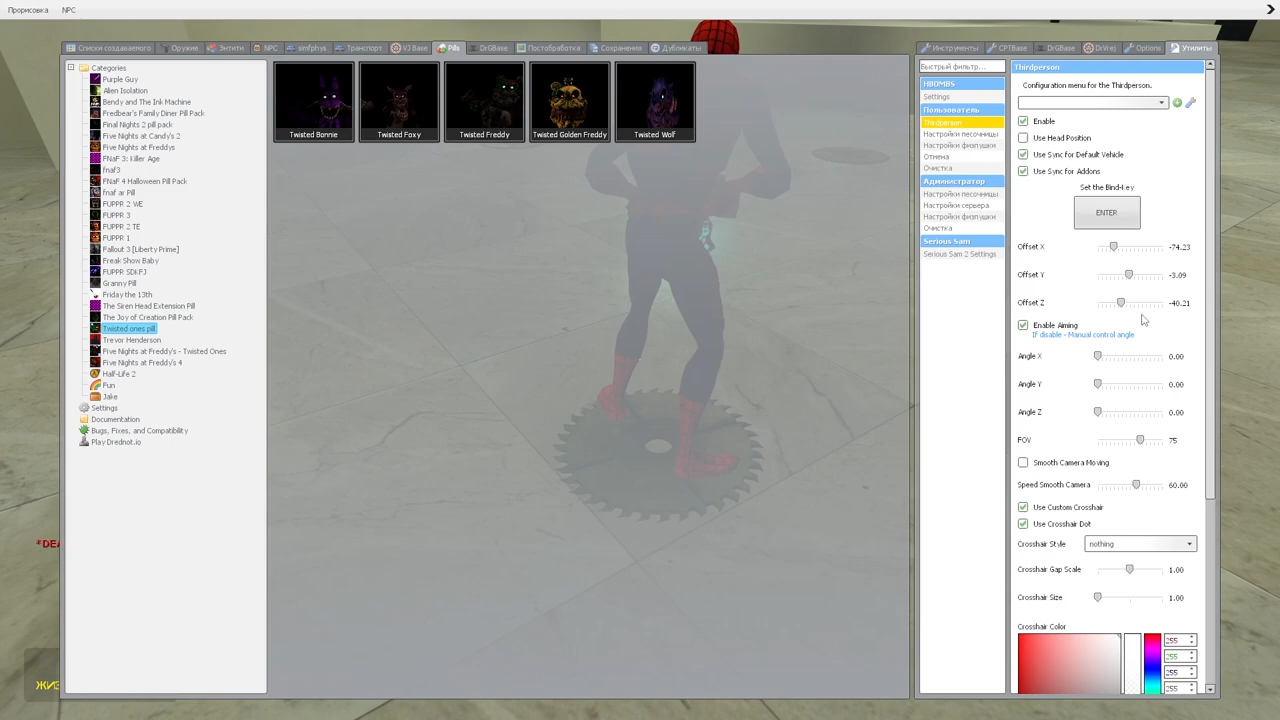 Прорисовка
NPC
Списки создаваемого
Оружие
Энтити
NPC
simfphys
Транспорт
VJ Base
Pills
DrGBase
Постобработка
Сохранения
Дубликаты
Categories
Purple Guy
Alien Isolation
Bendy and The Ink Machine
Fredbear's Family Diner Pill Pack
Final Nights 2 pill pack
Five Nights at Candy's 2
Five Nights at Freddys
FNaF 3: Killer Age
fnaf3
FNaF 4 Halloween Pill Pack
fnaf ar Pill
FUPPR 2 WE
FUPPR 3
FUPPR 2 TE
FUPPR 1
Fallout 3 [Liberty Prime]
Freak Show Baby
FUPPR SDl.FJ
Granny Pill
Friday the 13th
The Siren Head Extension Pill
The Joy of Creation Pill Pack
Twisted ones pill
Trevor Henderson
Five Nights at Freddy's - Twisted Ones
Five Nights at Freddy's 4
Half-Life 2
Fun
Jake
Settings
Documentation
Bugs, Fixes, and Compatibility
Play Drednot.io
Twisted Bonnie
Twisted Foxy
Twisted Freddy
Twisted Golden Freddy
Twisted Wolf
*DEA
Инструменты
CPTBase
DrGBase
DrVrej
Options
Утилиты
Быстрый фильтр...
HBOMBS
Settings
Пользователь
Thirdperson
Настройки песочницы
Настройки физпушки
Отмена
Очистка
Администратор
Настройки песочницы
Настройки сервера
Настройки физпушки
Очистка
Serious Sam
Serious Sam 2 Settings
Thirdperson
Configuration menu for the Thirdperson.
Enable
Use Head Position
Use Sync for Default Vehicle
Use Sync for Addons
Set the Bind-Key
ENTER
Offset X -74.23
Offset Y -3.09
Offset Z -40.21
Enable Aiming
If disable - Manual control angle
Angle X 0.00
Angle Y 0.00
Angle Z 0.00
FOV 75
Smooth Camera Moving
Speed Smooth Camera 60.00
Use Custom Crosshair
Use Crosshair Dot
Crosshair Style nothing
Crosshair Gap Scale 1.00
Crosshair Size 1.00
Crosshair Color
255
255
255
255